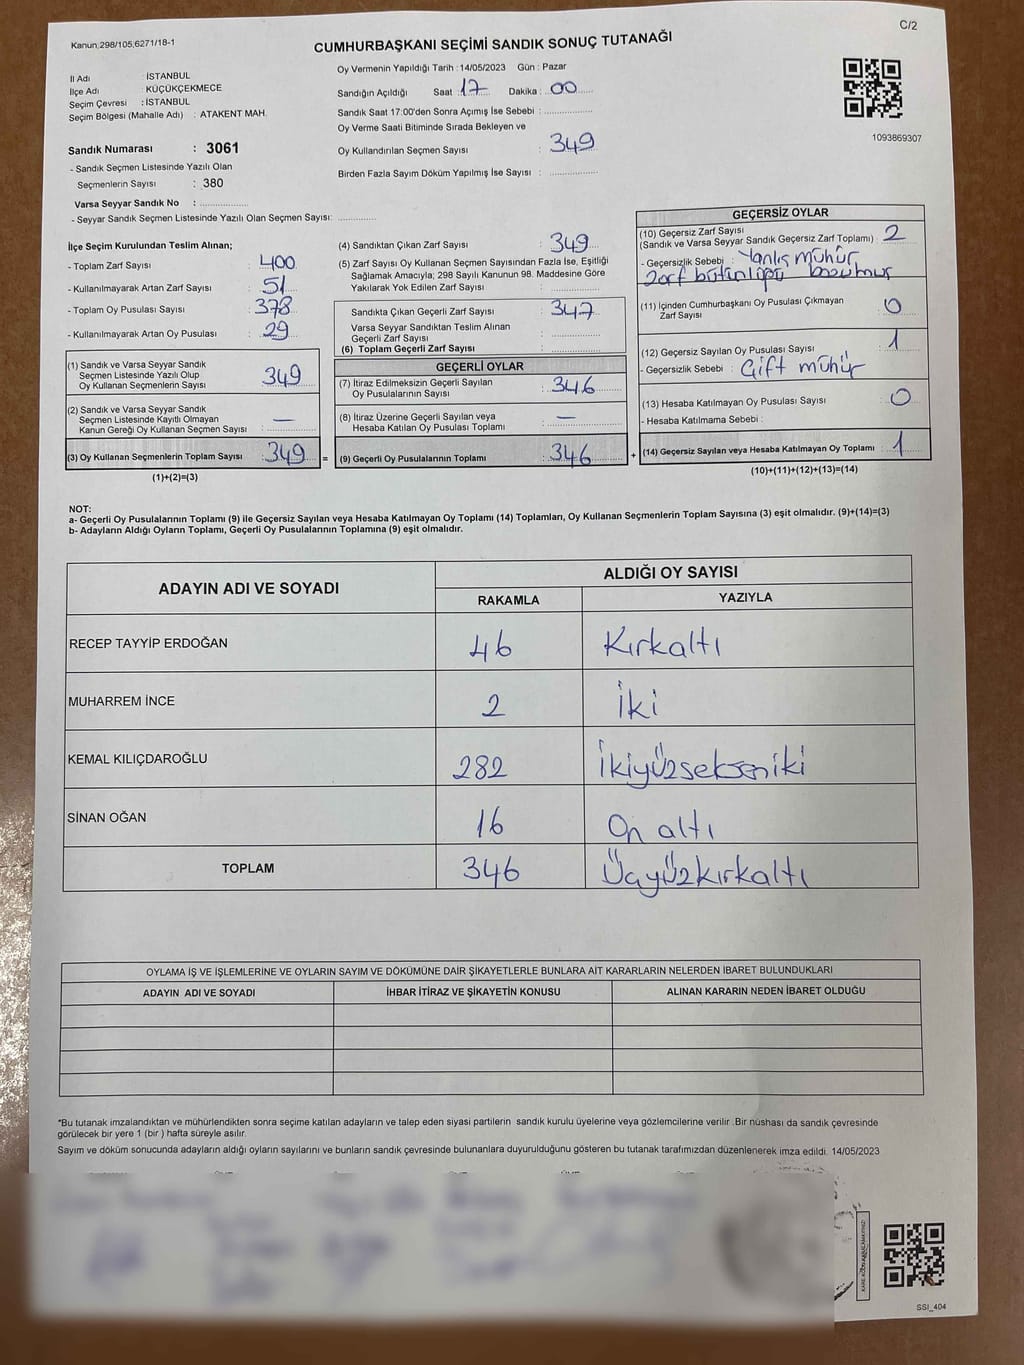 C/2
Kanun 298/105,6271/18-1
CUMHURBAŞKANI SEÇİMİ SANDIK SONUÇ TUTANAĞI
İl Adı : İSTANBUL
İlçe Adı : KÜÇÜKÇEKMECE
Seçim Çevresi : İSTANBUL
Seçim Bölgesi (Mahalle Adı) : ATAKENT MAH.
Sandık Numarası : 3061
- Sandık Seçmen Listesinde Yazılı Olan
Seçmenlerin Sayısı : 380
Varsa Seyyar Sandık No :
- Seyyar Sandık Seçmen Listesinde Yazılı Olan Seçmen Sayısı:
Oy Vermenin Yapıldığı Tarih : 14/05/2023 Gün : Pazar
Sandığın Açıldığı Saat : 17 Dakika : 00
Sandık Saat 17:00'den Sonra Açımış İse Sebebi :
Oy Verme Saati Bitiminde Sırada Bekleyen ve
Oy Kullandırılan Seçmen Sayısı : 349
Birden Fazla Sayım Döküm Yapılmış İse Sayısı :
1093869307
İlçe Seçim Kurulundan Teslim Alınan;
- Toplam Zarf Sayısı : 400
- Kullanılmayarak Artan Zarf Sayısı : 51
- Toplam Oy Pusulası Sayısı : 378
- Kullanılmayarak Artan Oy Pusulası : 29
(1) Sandık ve Varsa Seyyar Sandık
Seçmen Listesinde Yazılı Olup
Oy Kullanan Seçmenlerin Sayısı : 349
(2) Sandık ve Varsa Seyyar Sandık
Seçmen Listesinde Kayıtlı Olmayan
Kanun Gereği Oy Kullanan Seçmen Sayısı : —
(3) Oy Kullanan Seçmenlerin Toplam Sayısı : 349 =
(1)+(2)=(3)
(4) Sandıktan Çıkan Zarf Sayısı : 349
(5) Zarf Sayısı Oy Kullanan Seçmen Sayısından Fazla İse, Eşitliği
Sağlamak Amacıyla; 298 Sayılı Kanunun 98. Maddesine Göre
Yakılarak Yok Edilen Zarf Sayısı :
Sandıkta Çıkan Geçerli Zarf Sayısı : 347
Varsa Seyyar Sandıktan Teslim Alınan
Geçerli Zarf Sayısı :
(6) Toplam Geçerli Zarf Sayısı :
GEÇERLİ OYLAR
(7) İtiraz Edilmeksizin Geçerli Sayılan
Oy Pusulalarının Sayısı : 346
(8) İtiraz Üzerine Geçerli Sayılan veya
Hesaba Katılan Oy Pusulası Toplamı : —
(9) Geçerli Oy Pusulalarının Toplamı : 346 +
GEÇERSİZ OYLAR
(10) Geçersiz Zarf Sayısı
(Sandık ve Varsa Seyyar Sandık Geçersiz Zarf Toplamı) : 2
- Geçersizlik Sebebi : Yanlış mühür
Zarf bütünlüğü bozulmuş
(11) İçinden Cumhurbaşkanı Oy Pusulası Çıkmayan
Zarf Sayısı : 0
(12) Geçersiz Sayılan Oy Pusulası Sayısı : 1
- Geçersizlik Sebebi : Çift mühür
(13) Hesaba Katılmayan Oy Pusulası Sayısı : 0
- Hesaba Katılmama Sebebi :
(14) Geçersiz Sayılan veya Hesaba Katılmayan Oy Toplamı : 1
(10)+(11)+(12)+(13)=(14)
NOT:
a- Geçerli Oy Pusulalarının Toplamı (9) ile Geçersiz Sayılan veya Hesaba Katılmayan Oy Toplamı (14) Toplamları, Oy Kullanan Seçmenlerin Toplam Sayısına (3) eşit olmalıdır. (9)+(14)=(3)
b- Adayların Aldığı Oyların Toplamı, Geçerli Oy Pusulalarının Toplamına (9) eşit olmalıdır.
ADAYIN ADI VE SOYADI
ALDIĞI OY SAYISI
RAKAMLA YAZIYLA
RECEP TAYYİP ERDOĞAN 46 Kırkaltı
MUHARREM İNCE 2 İki
KEMAL KILIÇDAROĞLU 282 İkiyüzsekseniki
SİNAN OĞAN 16 On altı
TOPLAM 346 Üçyüzkırkaltı
OYLAMA İŞ VE İŞLEMLERİNE VE OYLARIN SAYIM VE DÖKÜMÜNE DAİR ŞİKAYETLERLE BUNLARA AİT KARARLARIN NELERDEN İBARET BULUNDUKLARI
ADAYIN ADI VE SOYADI İHBAR İTİRAZ VE ŞİKAYETİN KONUSU ALINAN KARARIN NEDEN İBARET OLDUĞU
*Bu tutanak imzalandıktan ve mühürlendikten sonra seçime katılan adayların ve talep eden siyasi partilerin sandık kurulu üyelerine veya gözlemcilerine verilir .Bir nüshası da sandık çevresinde
görülecek bir yere 1 (bir ) hafta süreyle asılır.
Sayım ve döküm sonucunda adayların aldığı oyların sayılarını ve bunların sandık çevresinde bulunanlara duyurulduğunu gösteren bu tutanak tarafımızdan düzenlenerek imza edildi. 14/05/2023
SSI_404